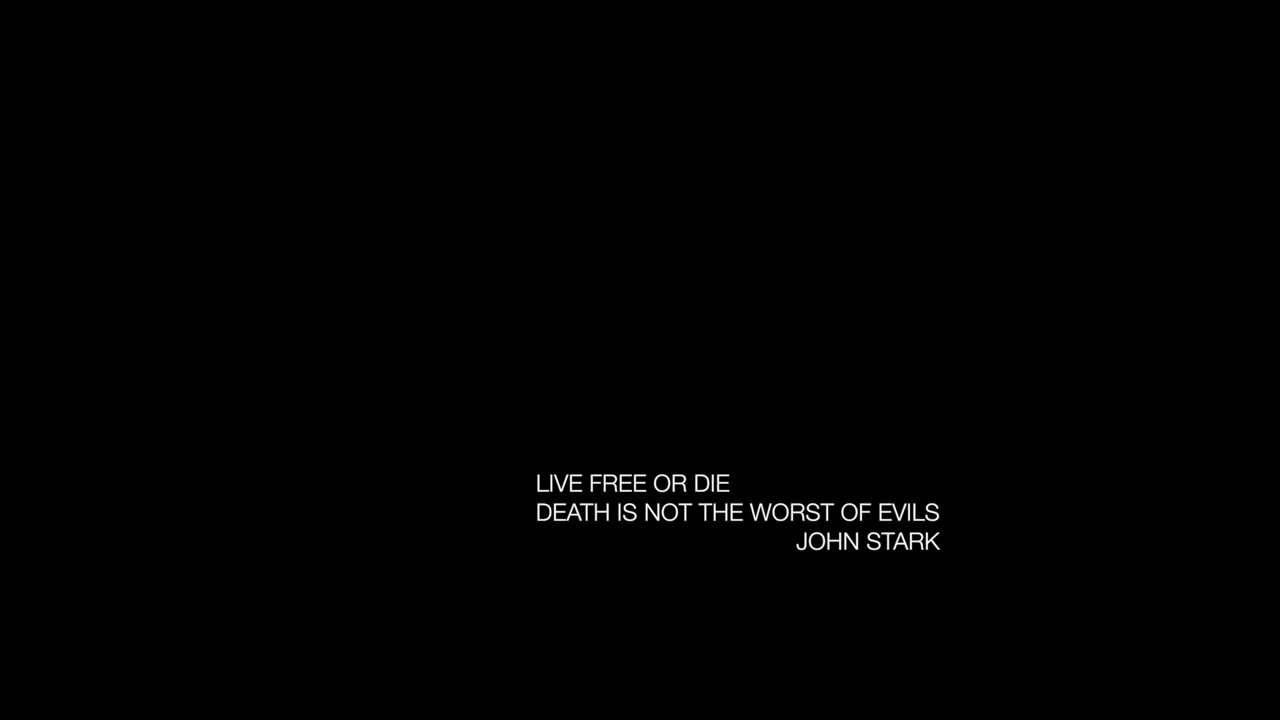 LIVE FREE OR DIE
DEATH IS NOT THE WORST OF EVILS
JOHN STARK